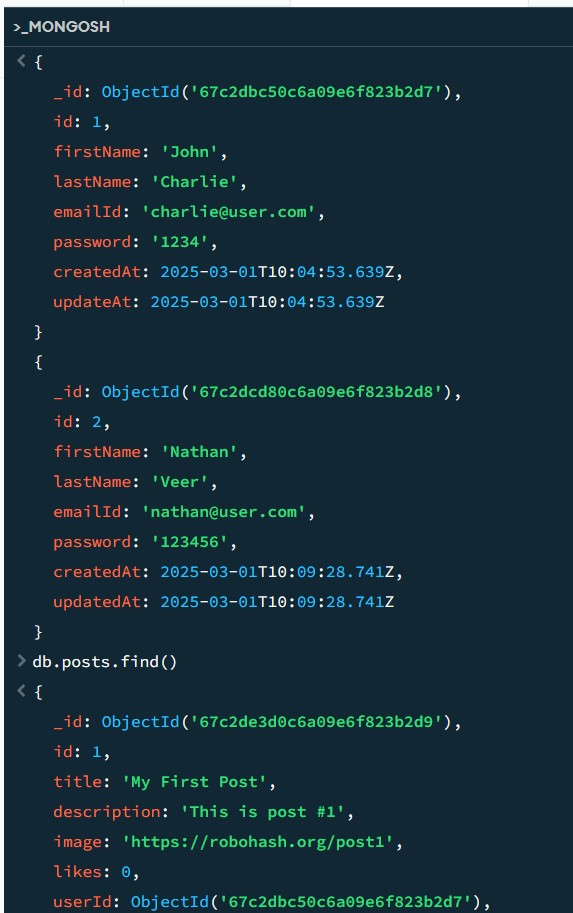 >_MONGOSH
< {
_id: ObjectId('67c2dbc50c6a09e6f823b2d7'),
id: 1,
firstName: 'John',
lastName: 'Charlie',
emailId: 'charlie@user.com',
password: '1234',
createdAt: 2025-03-01T10:04:53.639Z,
updateAt: 2025-03-01T10:04:53.639Z
}
{
_id: ObjectId('67c2dcd80c6a09e6f823b2d8'),
id: 2,
firstName: 'Nathan',
lastName: 'Veer',
emailId: 'nathan@user.com',
password: '123456',
createdAt: 2025-03-01T10:09:28.741Z,
updatedAt: 2025-03-01T10:09:28.741Z
}
> db.posts.find()
< {
_id: ObjectId('67c2de3d0c6a09e6f823b2d9'),
id: 1,
title: 'My First Post',
description: 'This is post #1',
image: 'https://robohash.org/post1',
likes: 0,
userId: ObjectId('67c2dbc50c6a09e6f823b2d7'),